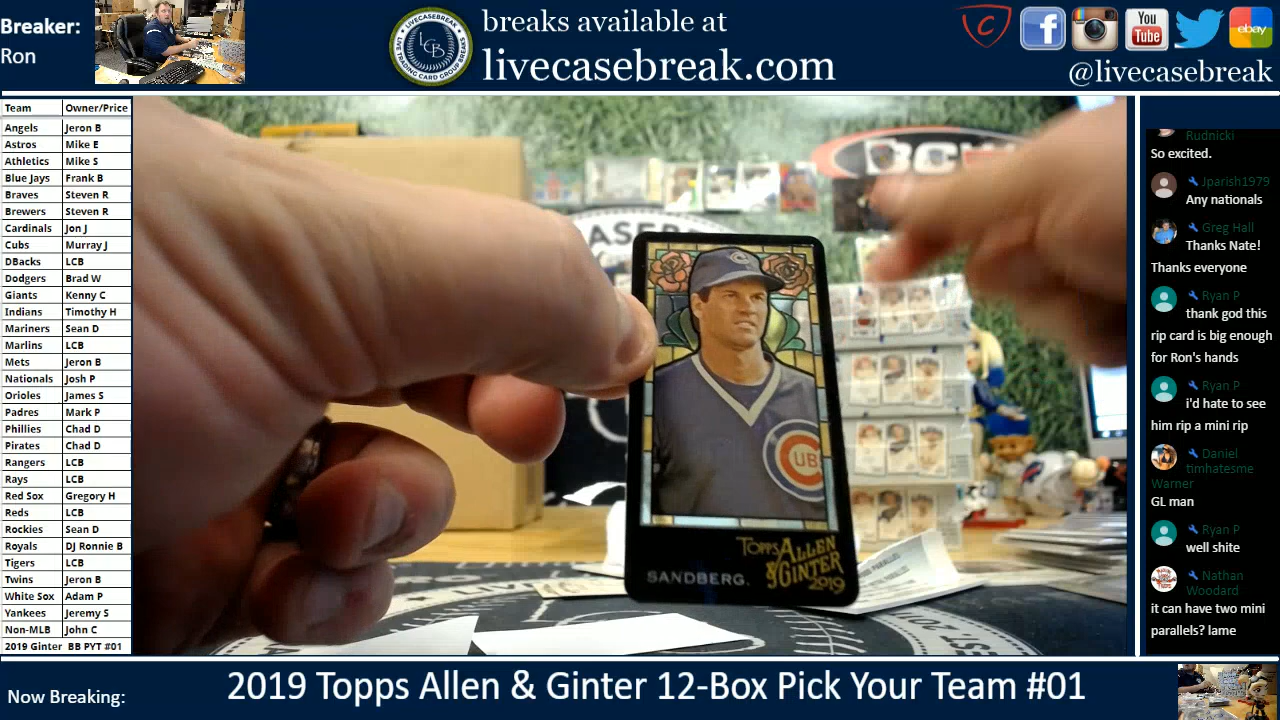 Breaker:
Ron
LCB
breaks available at
livecasebreak.com
You
Tube
ebay
@livecasebreak
Team Owner/Price
Angels Jeron B
Astros Mike E
Athletics Mike S
Blue Jays Frank B
Braves Steven R
Brewers Steven R
Cardinals Jon J
Cubs Murray J
DBacks LCB
Dodgers Brad W
Giants Kenny C
Indians Timothy H
Mariners Sean D
Marlins LCB
Mets Jeron B
Nationals Josh P
Orioles James S
Padres Mark P
Phillies Chad D
Pirates Chad D
Rangers LCB
Rays LCB
Red Sox Gregory H
Reds LCB
Rockies Sean D
Royals DJ Ronnie B
Tigers LCB
Twins Jeron B
White Sox Adam P
Yankees Jeremy S
Non-MLB John C
2019 Ginter BB PYT #01
BCW
C
UB
TOPPS ALLEN
& GINTER
2019
SANDBERG.
Rudnicki
So excited.
Jparish1979
Any nationals
Greg Hall
Thanks Nate!
Thanks everyone
Ryan P
thank god this
rip card is big enough
for Ron's hands
Ryan P
i'd hate to see
him rip a mini rip
Daniel
timhatesme
Warner
GL man
Ryan P
well shite
Nathan
Woodard
it can have two mini
parallels? lame
Now Breaking:
2019 Topps Allen & Ginter 12-Box Pick Your Team #01